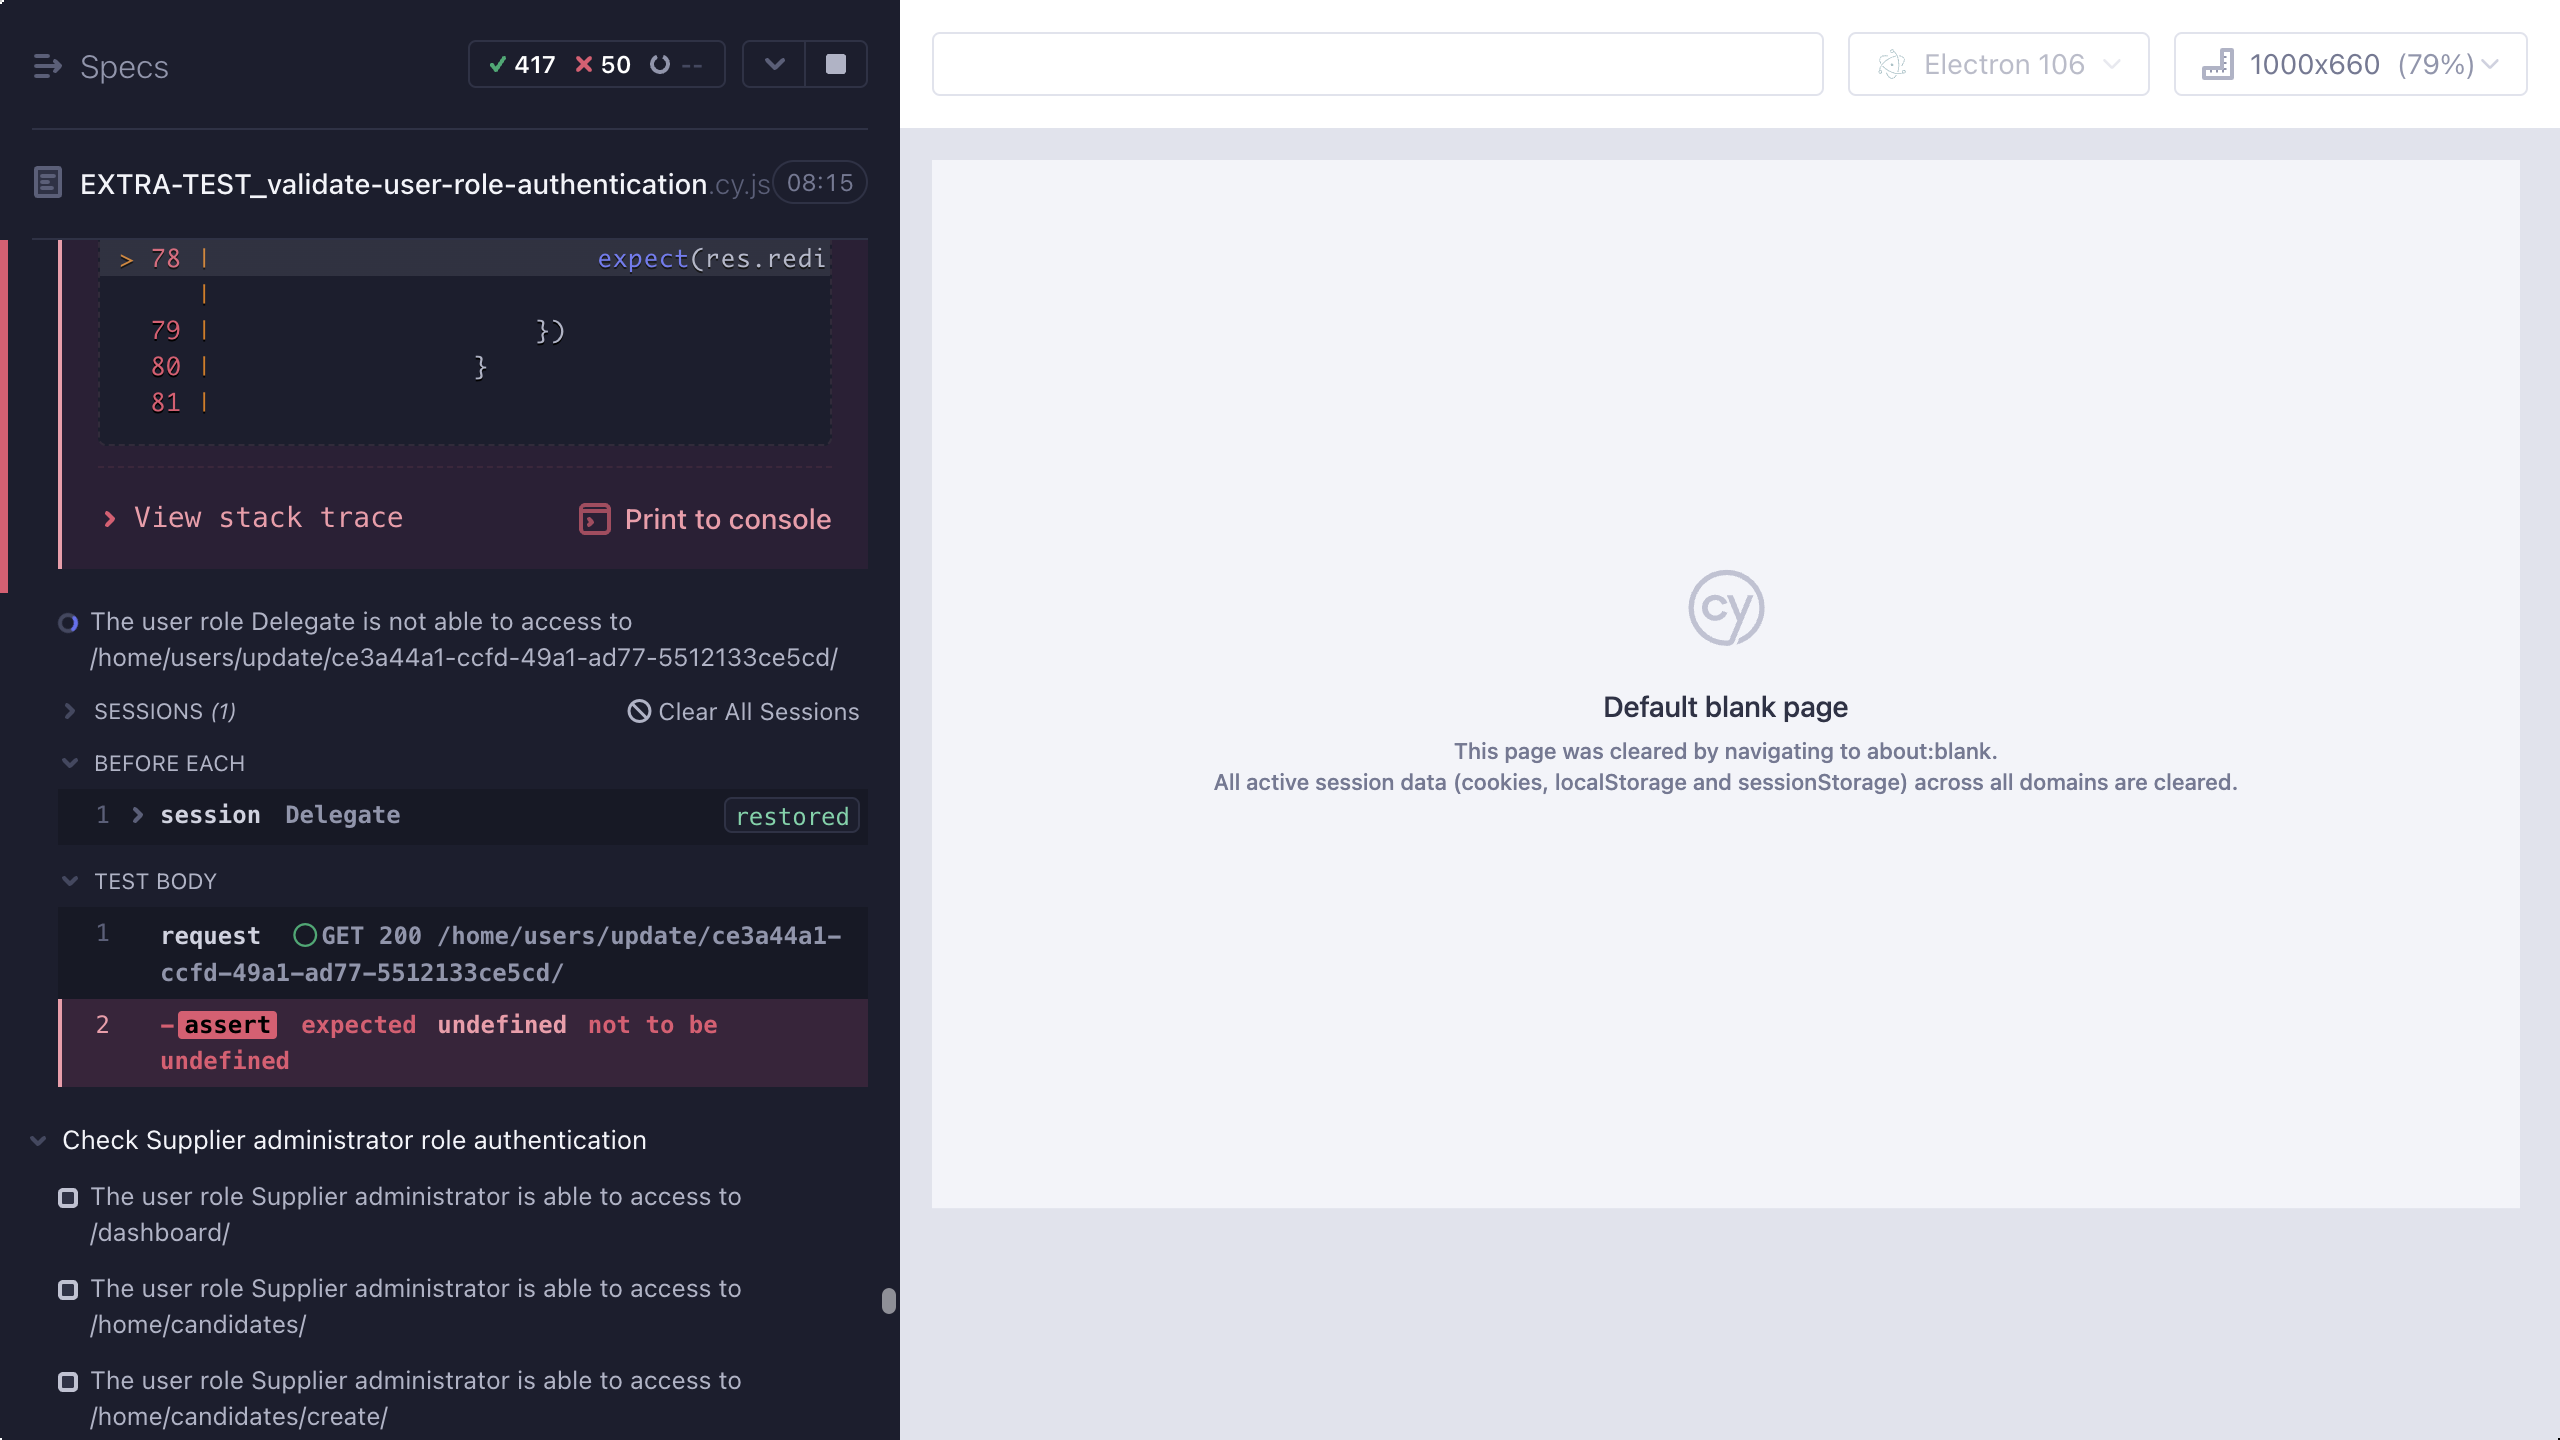 Specs
417 50 --
EXTRA-TEST_validate-user-role-authentication.cy.js 08:15
> 78 | expect(res.redi
|
79 | })
80 | }
81 |
View stack trace
Print to console
The user role Delegate is not able to access to
/home/users/update/ce3a44a1-ccfd-49a1-ad77-5512133ce5cd/
SESSIONS (1)
Clear All Sessions
BEFORE EACH
1 session Delegate restored
TEST BODY
1 request GET 200 /home/users/update/ce3a44a1-
ccfd-49a1-ad77-5512133ce5cd/
2 -assert expected undefined not to be
undefined
Check Supplier administrator role authentication
The user role Supplier administrator is able to access to
/dashboard/
The user role Supplier administrator is able to access to
/home/candidates/
The user role Supplier administrator is able to access to
/home/candidates/create/
Electron 106
1000x660 (79%)
cy
Default blank page
This page was cleared by navigating to about:blank.
All active session data (cookies, localStorage and sessionStorage) across all domains are cleared.